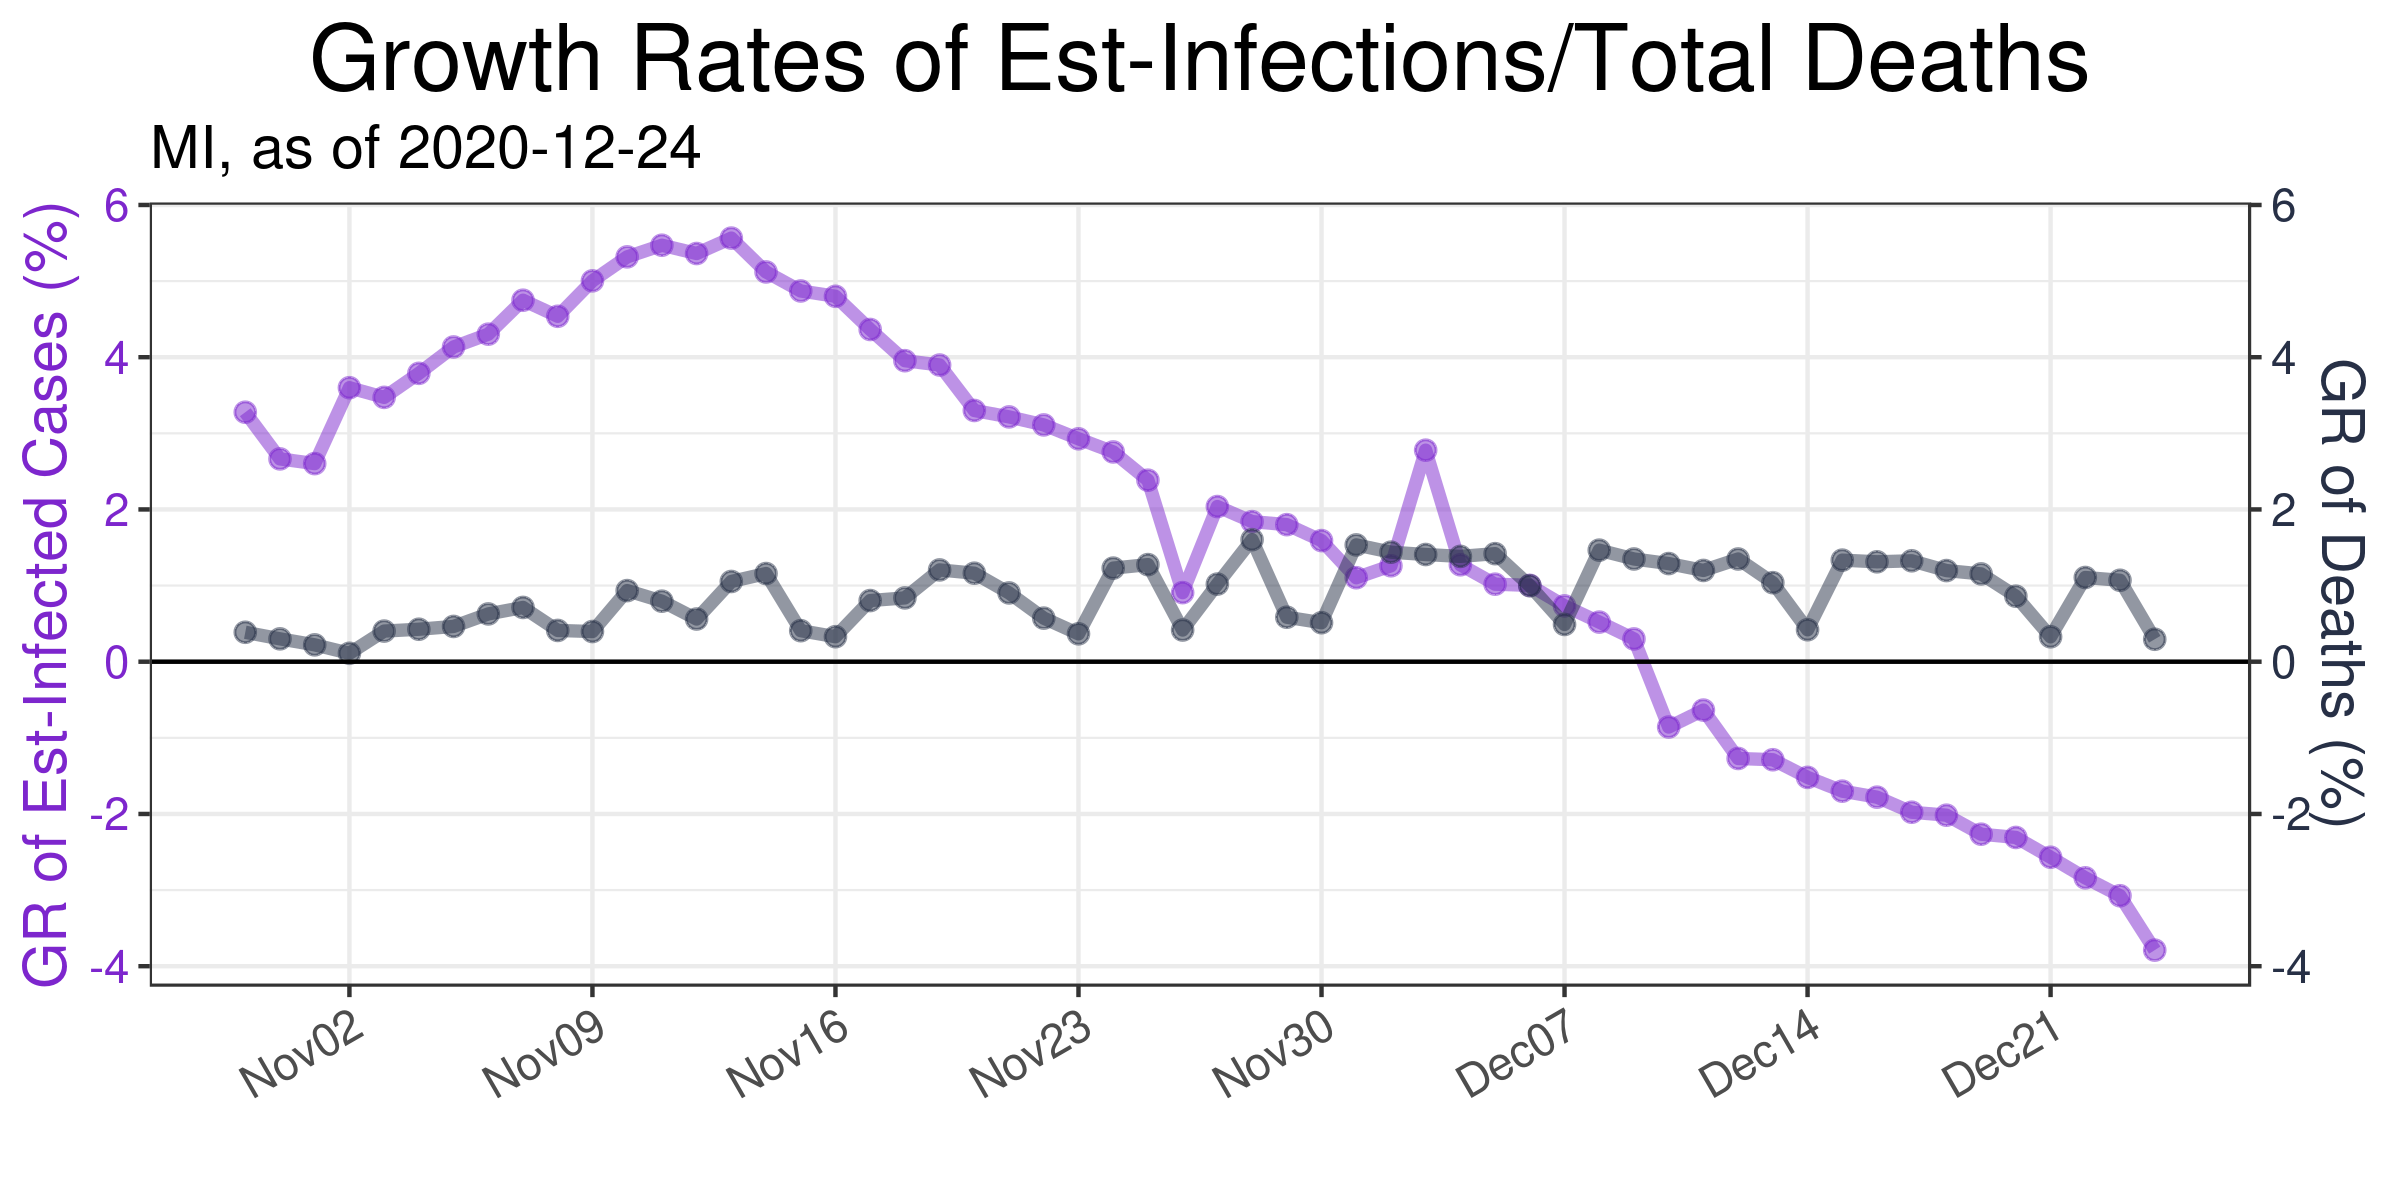 Growth Rates of Est-Infections/Total Deaths
MI, as of 2020-12-24
GR of Est-Infected Cases (%)
6
4
2
0
-2
-4
6
4
2
0
-2
-4
GR of Deaths (%)
Nov02
Nov09
Nov16
Nov23
Nov30
Dec07
Dec14
Dec21